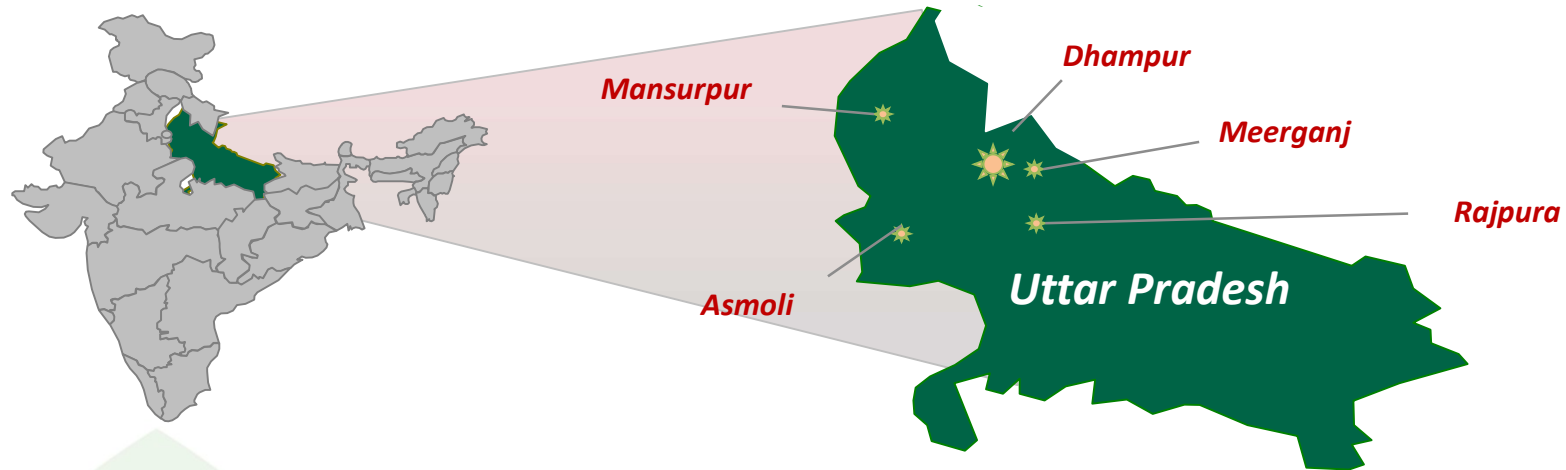 Dhampur
Mansurpur
Meerganj
Rajpura
Uttar Pradesh
Asmoli